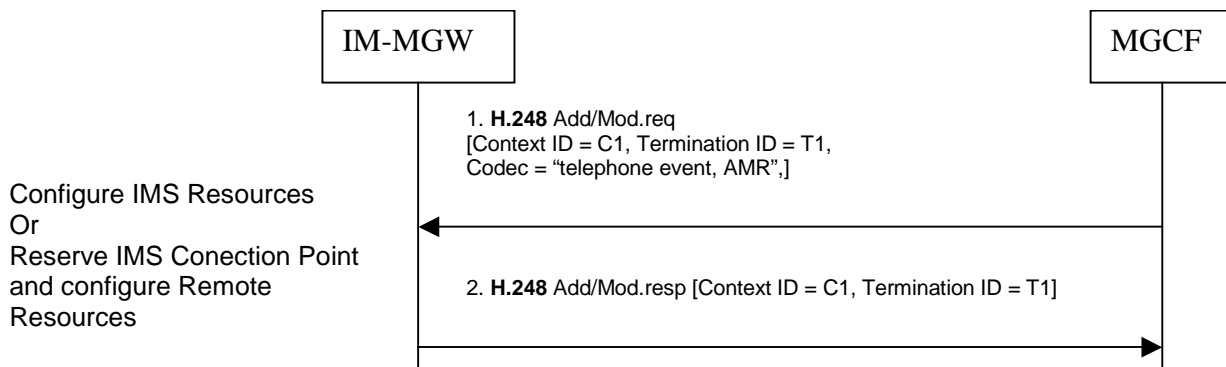 IM-MGW
MGCF
1. H.248 Add/Mod.req
[Context ID = C1, Termination ID = T1,
Codec = “telephone event, AMR”,]
Configure IMS Resources
Or
Reserve IMS Conection Point
and configure Remote
Resources
2. H.248 Add/Mod.resp [Context ID = C1, Termination ID = T1]